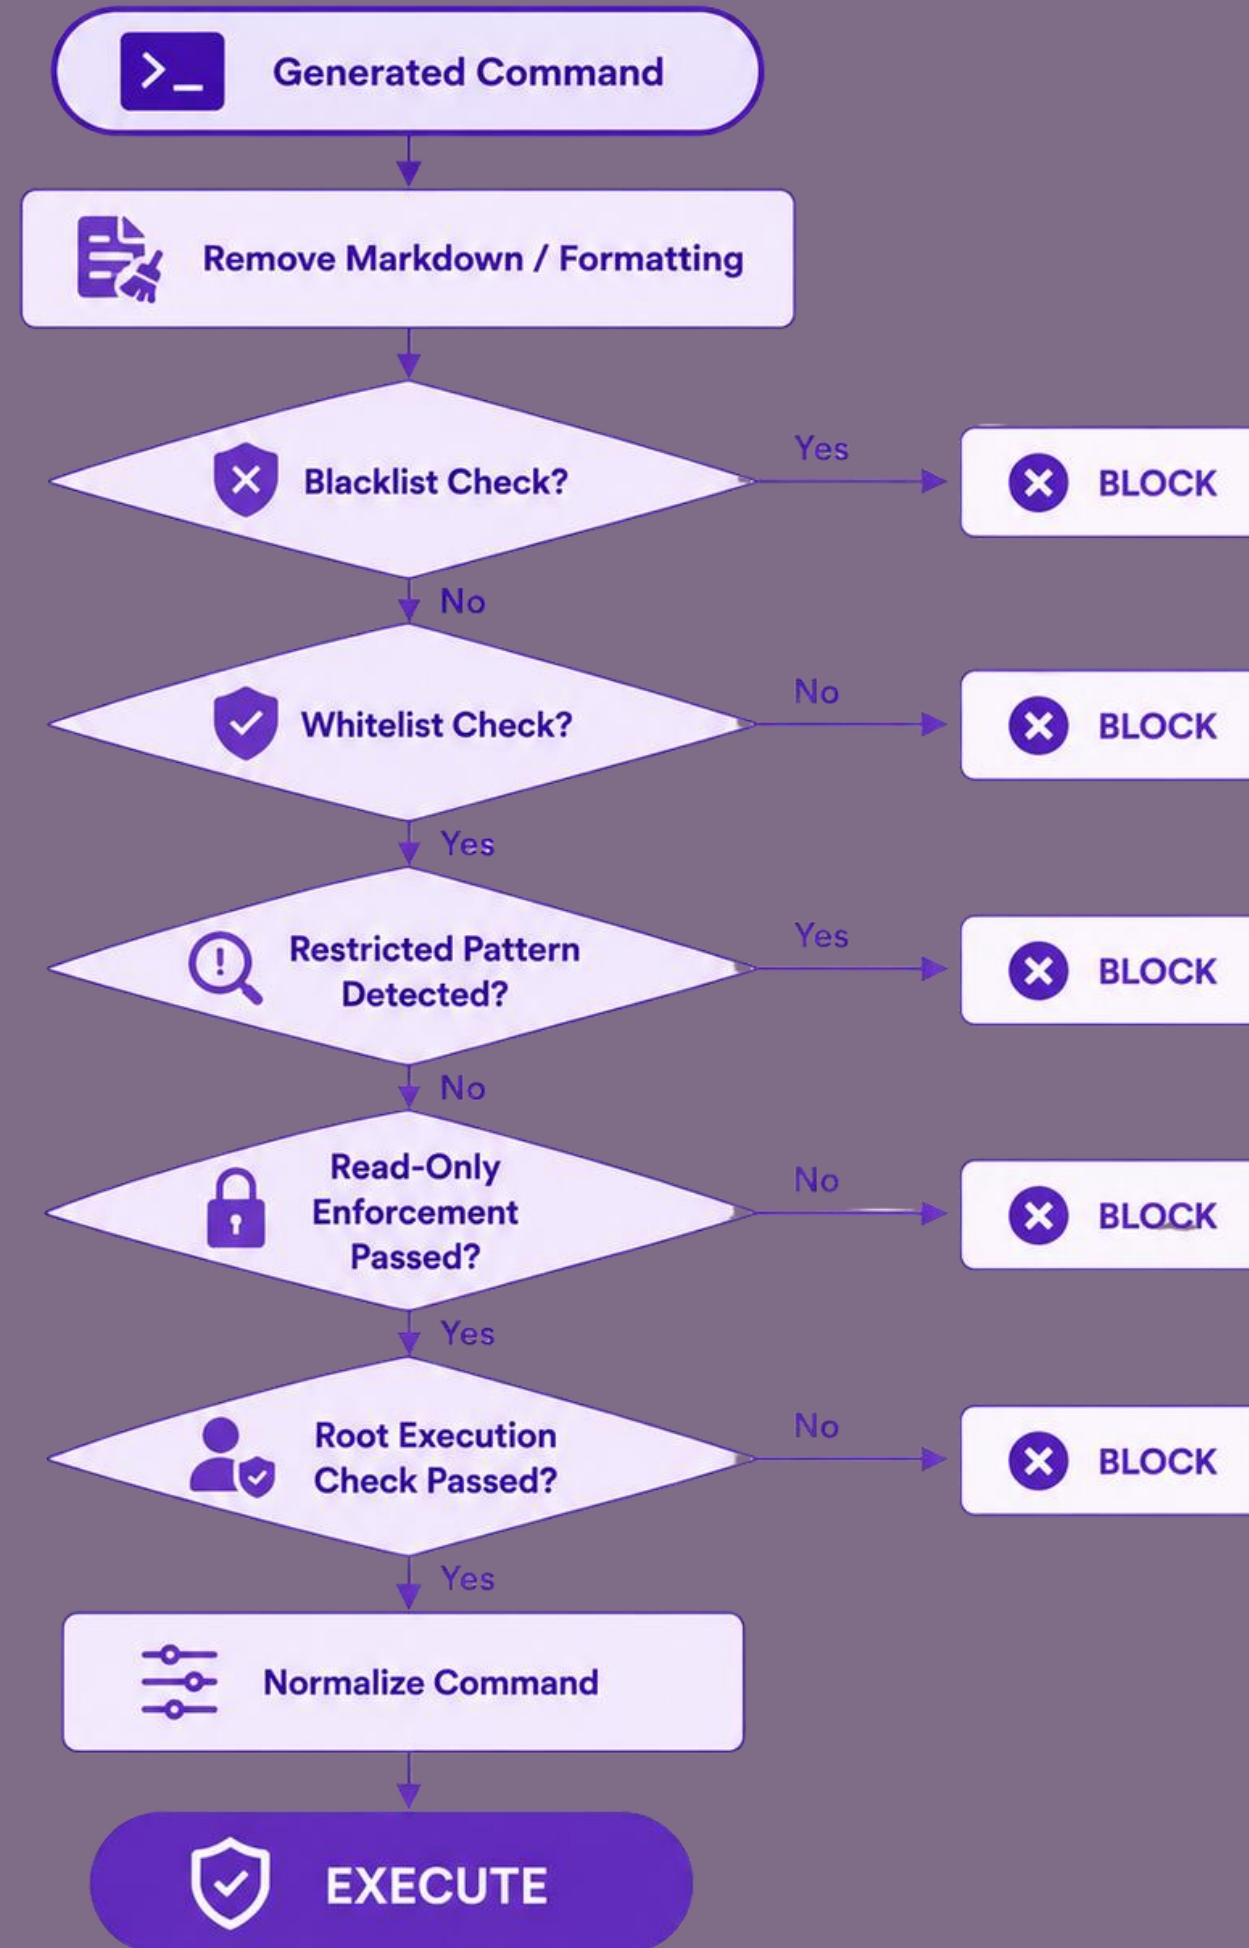 >_ Generated Command
Remove Markdown / Formatting
Blacklist Check?
Yes
BLOCK
No
Whitelist Check?
No
BLOCK
Yes
Restricted Pattern
Detected?
Yes
BLOCK
No
Read-Only
Enforcement
Passed?
No
BLOCK
Yes
Root Execution
Check Passed?
No
BLOCK
Yes
Normalize Command
EXECUTE